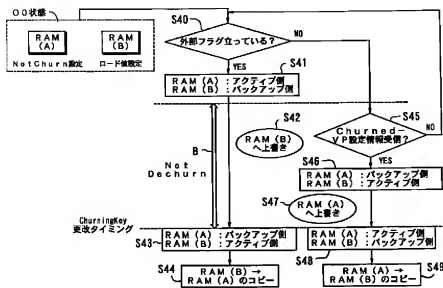 OO状態
RAM
(A)
RAM
(B)
NotChurn設定
ロード値設定
S40
外部フラグ立っている?
NO
YES
S41
RAM (A) :アクティブ側
RAM (B) :バックアップ側
S42
RAM (B)
へ上書き
B
Not
Dechurn
S45
Churned-
VP設定情報受信?
NO
YES
S46
RAM (A) :バックアップ側
RAM (B) :アクティブ側
S47
RAM (A)
へ上書き
ChurningKey
更改タイミング
S43
RAM (A) :バックアップ側
RAM (B) :アクティブ側
RAM (A) :アクティブ側
RAM (B) :バックアップ側
S48
S44
RAM (B) →
RAM (A) のコピー
RAM (A) →
RAM (B) のコピー
S49